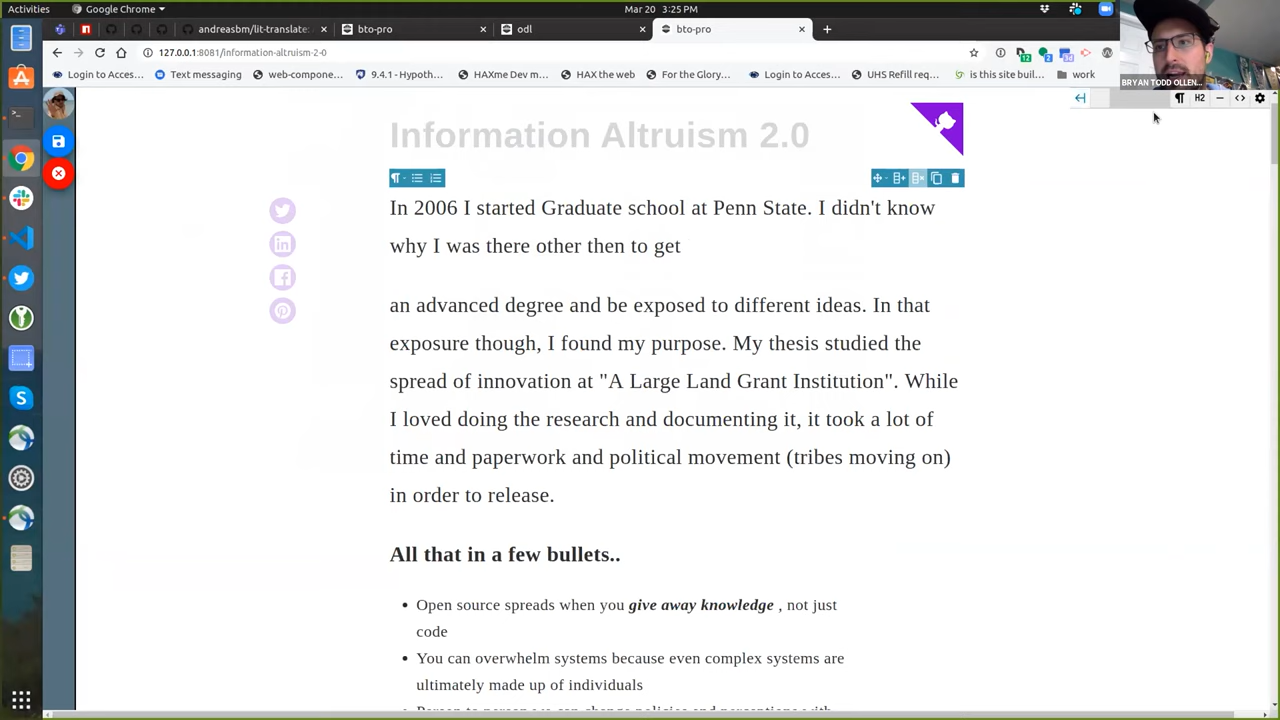 Activities
Google Chrome
Mar 20 3:25 PM
andreasbm/lit-translate:
bto-pro
odl
bto-pro
127.0.0.1:8081/information-altruism-2-0
Login to Acces...
Text messaging
web-compone...
9.4.1 - Hypoth...
HAXme Dev m...
HAX the web
For the Glory...
Login to Acces...
UHS Refill req...
is this site buil...
work
BRYAN TODD OLLEN...
H2
Information Altruism 2.0
In 2006 I started Graduate school at Penn State. I didn't know
why I was there other then to get
an advanced degree and be exposed to different ideas. In that
exposure though, I found my purpose. My thesis studied the
spread of innovation at "A Large Land Grant Institution". While
I loved doing the research and documenting it, it took a lot of
time and paperwork and political movement (tribes moving on)
in order to release.
All that in a few bullets..
Open source spreads when you give away knowledge , not just
code
You can overwhelm systems because even complex systems are
ultimately made up of individuals